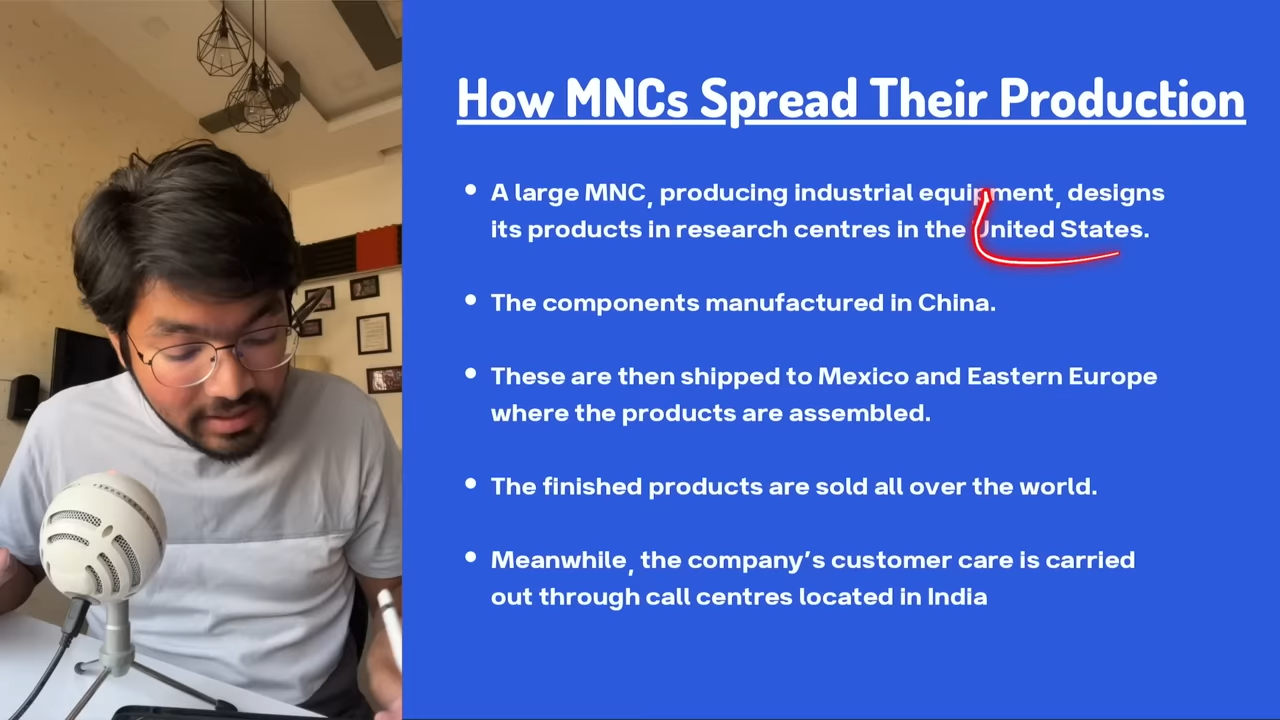 How MNCs Spread Their Production
• A large MNC, producing industrial equipment, designs
its products in research centres in the United States.
• The components manufactured in China.
• These are then shipped to Mexico and Eastern Europe
where the products are assembled.
• The finished products are sold all over the world.
• Meanwhile, the company's customer care is carried
out through call centres located in India